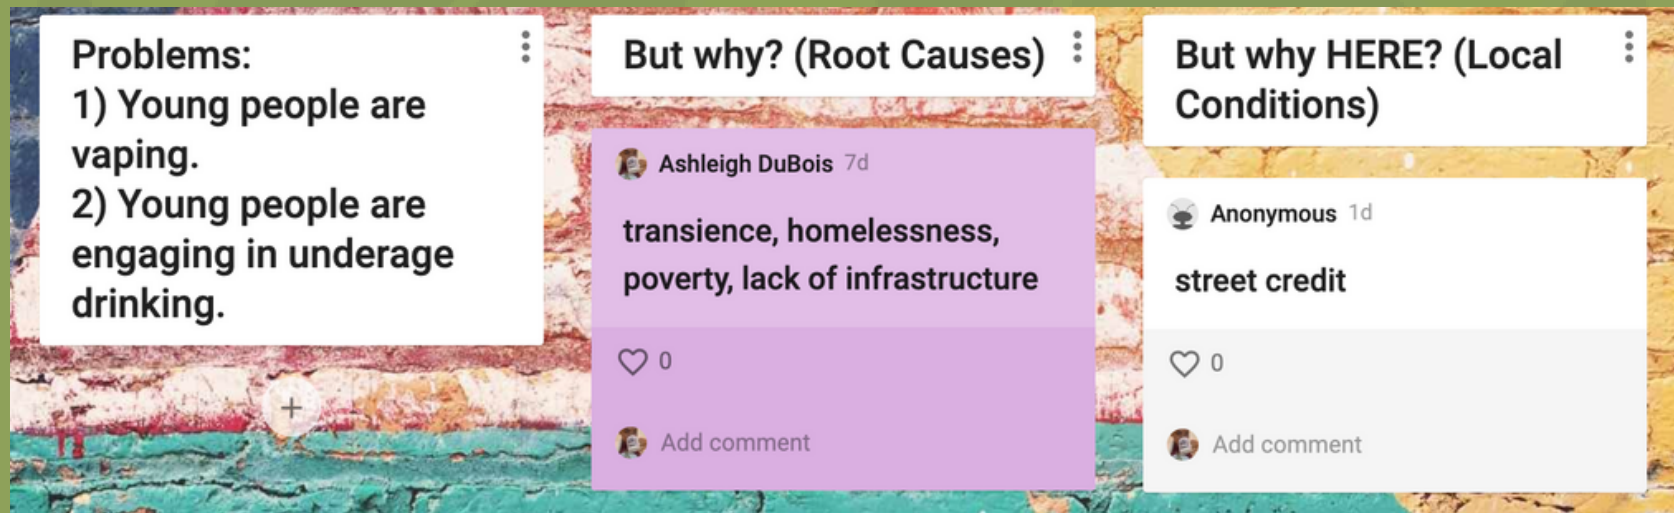 Problems:
1) Young people are
vaping.
2) Young people are
engaging in underage
drinking.
+
But why? (Root Causes)
Ashleigh DuBois 7d
transience, homelessness,
poverty, lack of infrastructure
0
Add comment
But why HERE? (Local
Conditions)
Anonymous 1d
street credit
0
Add comment